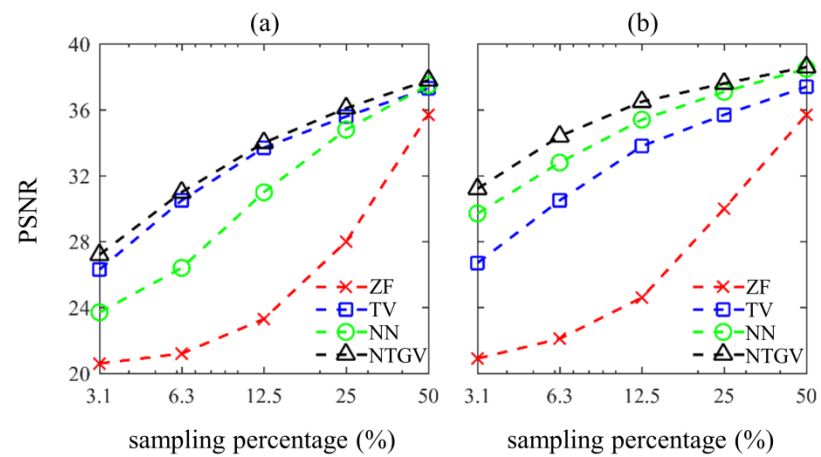 (a) (b)
PSNR
40
36
32
28
24
20
ZF
TV
NN
NTGV
3.1 6.3 12.5 25 50
sampling percentage (%)
ZF
TV
NN
NTGV
3.1 6.3 12.5 25 50
sampling percentage (%)